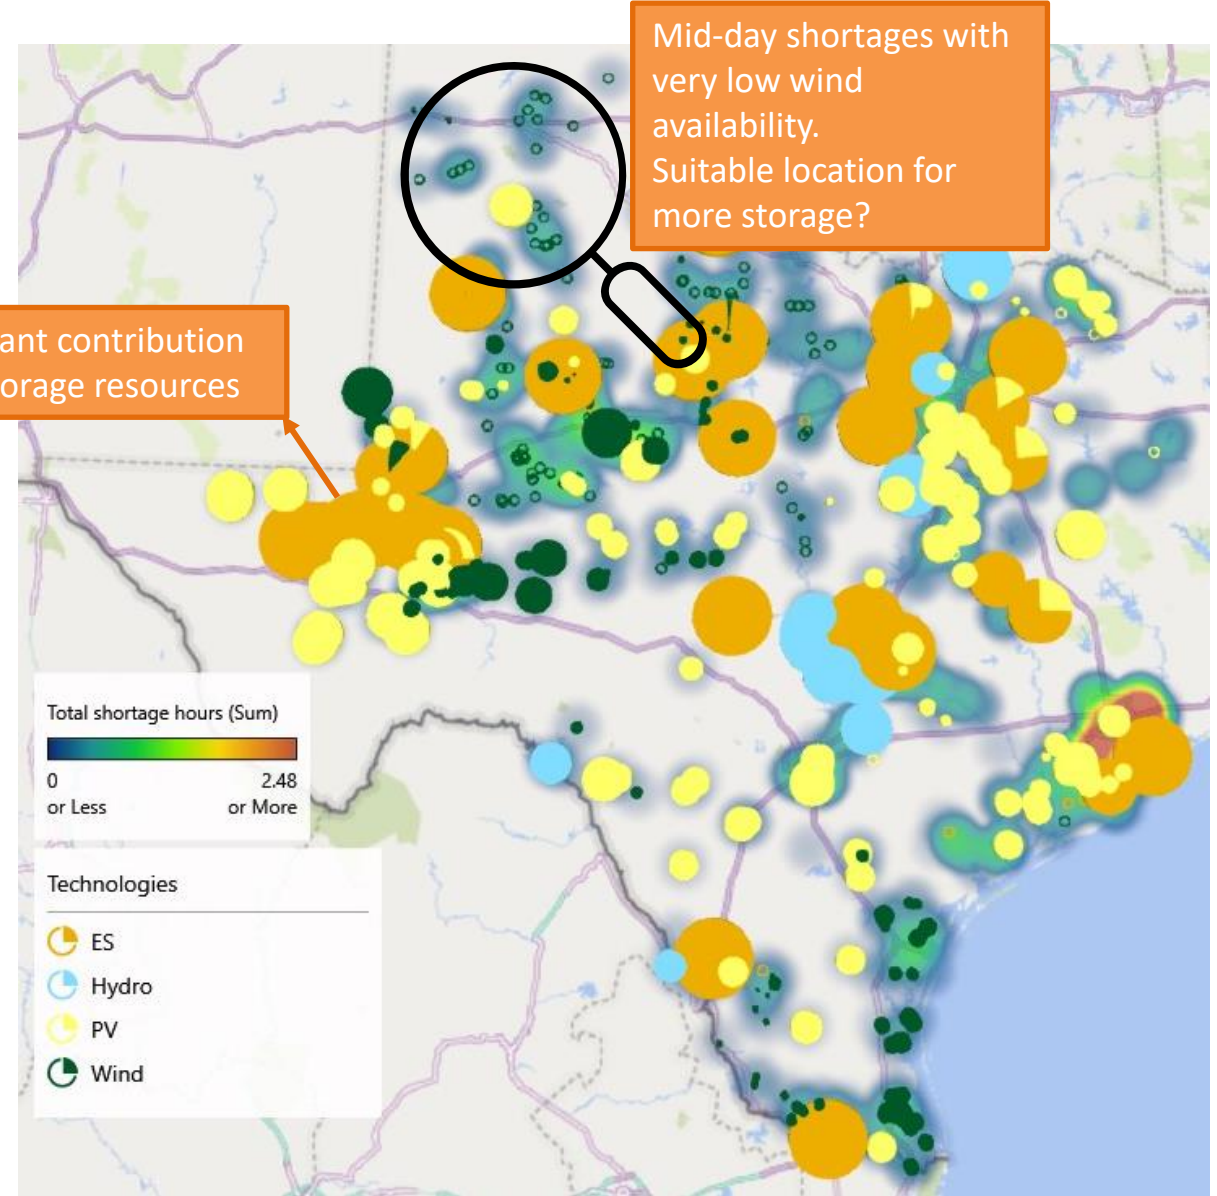 Mid-day shortages with
very low wind
availability.
Suitable location for
more storage?
ant contribution
orage resources
Total shortage hours (Sum)
0 2.48
or Less or More
Technologies
ES
Hydro
PV
Wind